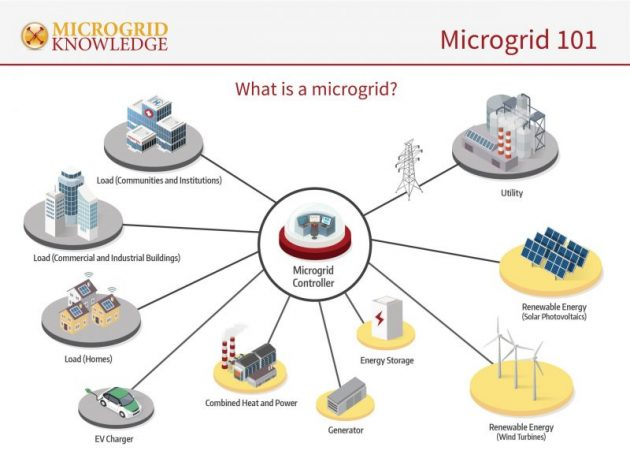 MICROGRID
KNOWLEDGE
Microgrid 101
What is a microgrid?
Load (Communities and Institutions)
Utility
Load (Commercial and Industrial Buildings)
Microgrid
Controller
Renewable Energy
(Solar Photovoltaics)
Load (Homes)
Energy Storage
Combined Heat and Power
Generator
EV Charger
Renewable Energy
(Wind Turbines)